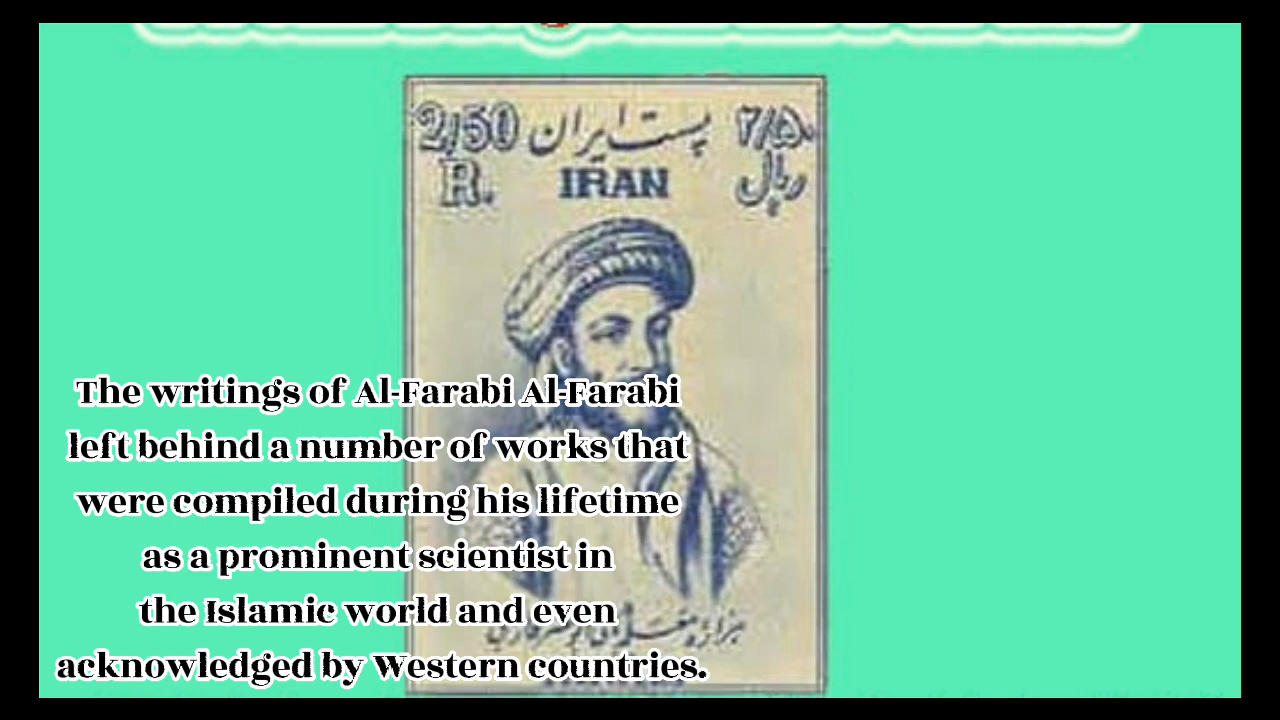 2/50 پست ایران ۲/۵۰
R. IRAN ریال
The writings of Al-Farabi Al-Farabi
left behind a number of works that
were compiled during his lifetime
as a prominent scientist in
the Islamic world and even
acknowledged by Western countries.